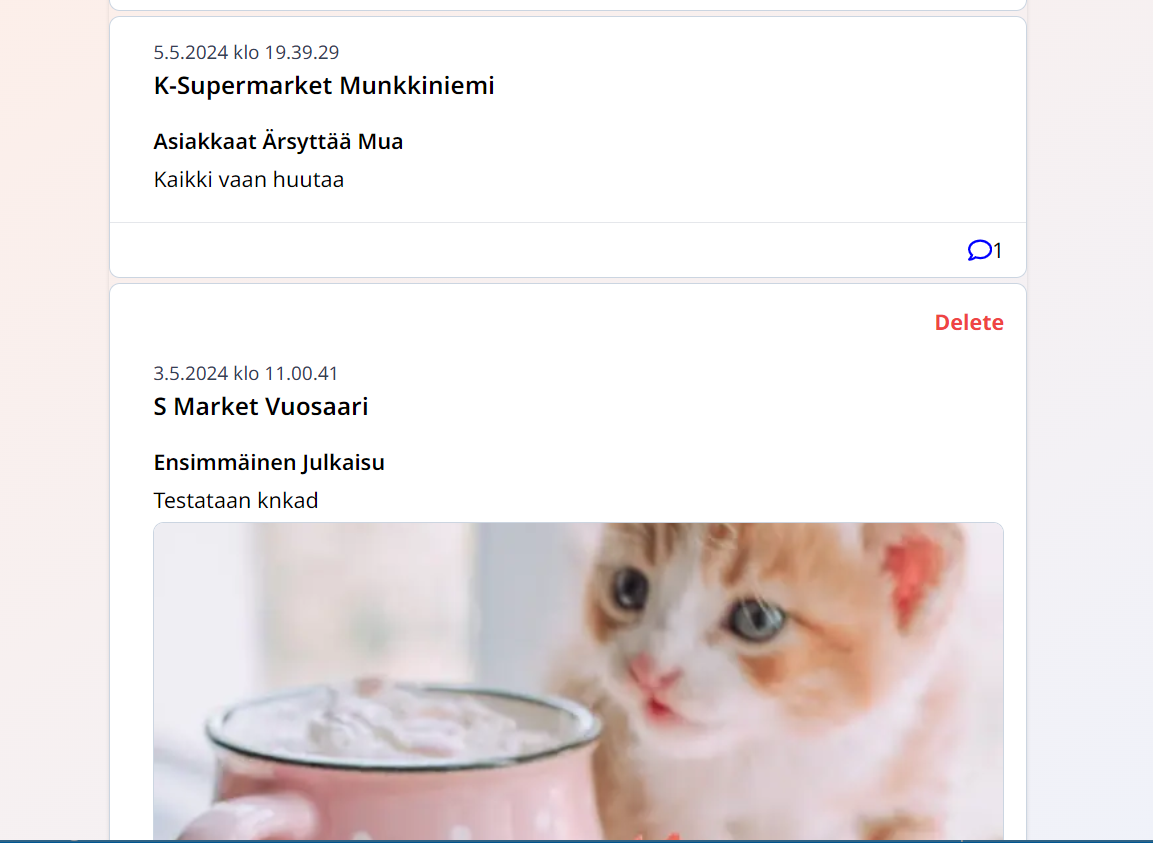 5.5.2024 klo 19.39.29
K-Supermarket Munkkiniemi
Asiakkaat Ärsyttää Mua
Kaikki vaan huutaa
1
Delete
3.5.2024 klo 11.00.41
S Market Vuosaari
Ensimmäinen Julkaisu
Testataan knkad